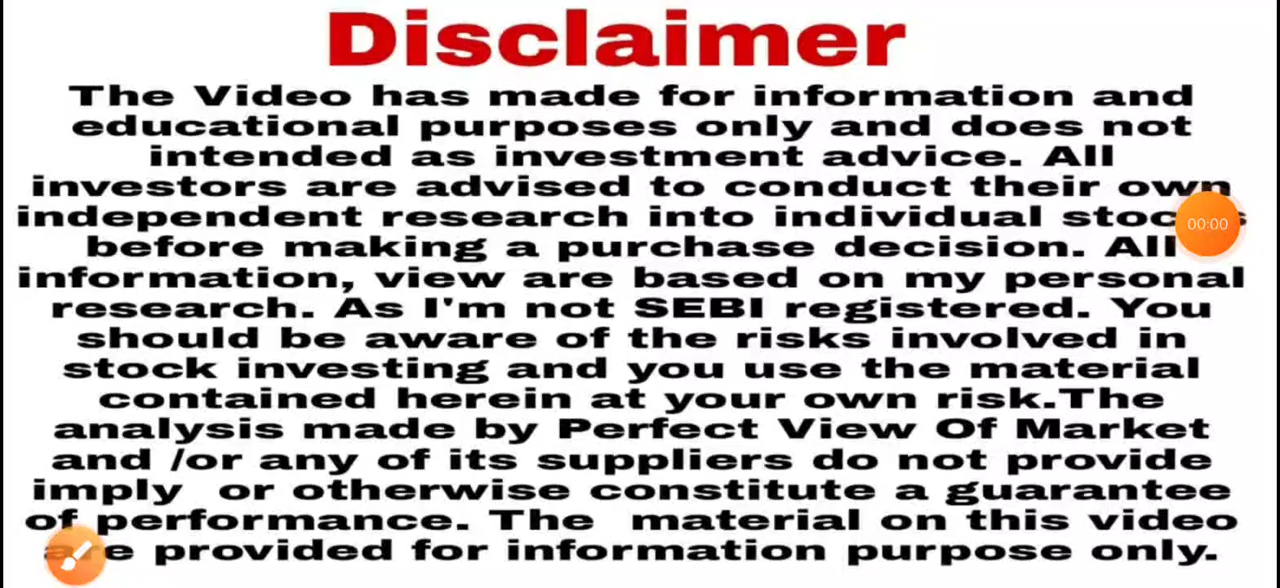 Disclaimer
The Video has made for information and
educational purposes only and does not
intended as investment advice. All
investors are advised to conduct their own
independent research into individual
00:00
before making a purchase decision. All
information, view are based on my personal
research. As I'm not SEBI registered. You
should be aware of the risks involved in
stock investing and you use the material
contained herein at your own risk.The
analysis made by Perfect View Of Market
and /or any of its suppliers do not provide
imply or otherwise constitute a guarantee
of performance. The material on this video
provided for information purpose only.